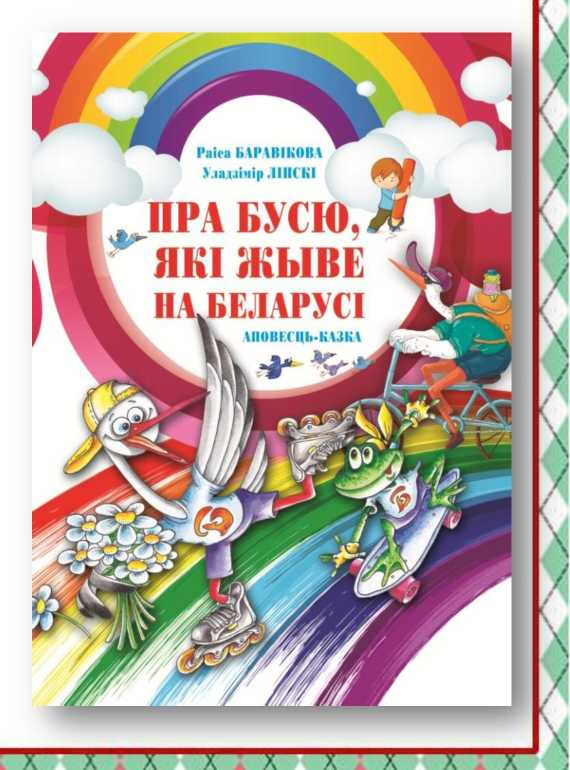 Раіса БАРАВІКОВА
Уладзімір ЛІПСКІ
ПРА БУСЮ,
ЯКІ ЖЫВЕ
НА БЕЛАРУСІ
АПОВЕСЦЬ-КАЗКА